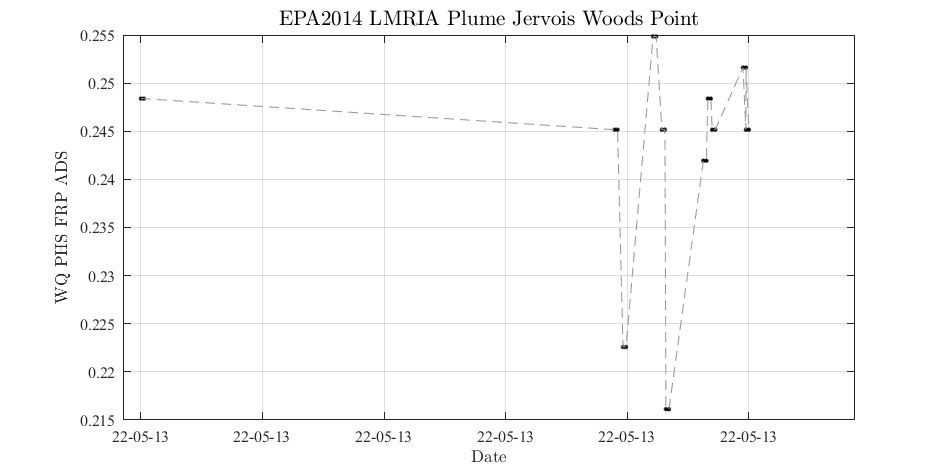 EPA2014 LMRIA Plume Jervois Woods Point
0.255
0.25
0.245
0.24
0.235
0.23
0.225
0.22
0.215
WQ PHS FRP ADS
22-05-13 22-05-13 22-05-13 22-05-13 22-05-13 22-05-13
Date